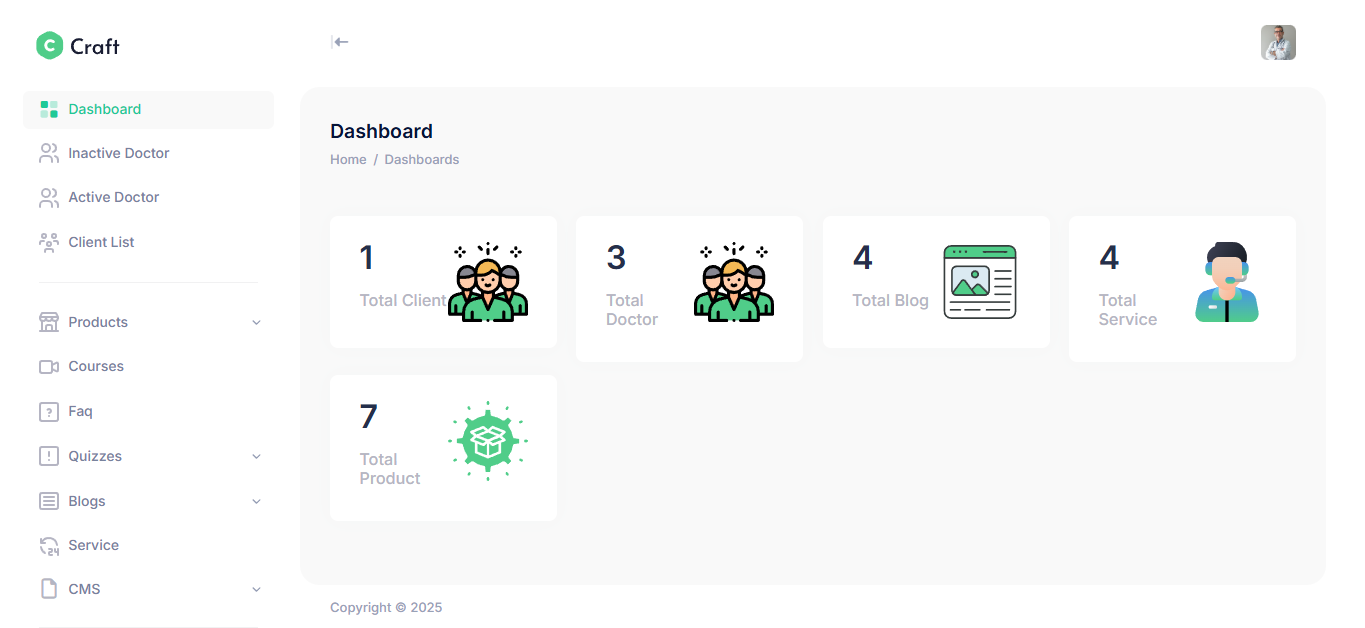 Craft
Dashboard
Inactive Doctor
Active Doctor
Client List
Products
Courses
Faq
Quizzes
Blogs
Service
CMS
Dashboard
Home / Dashboards
1
Total Client
3
Total
Doctor
4
Total Blog
4
Total
Service
7
Total
Product
Copyright © 2025